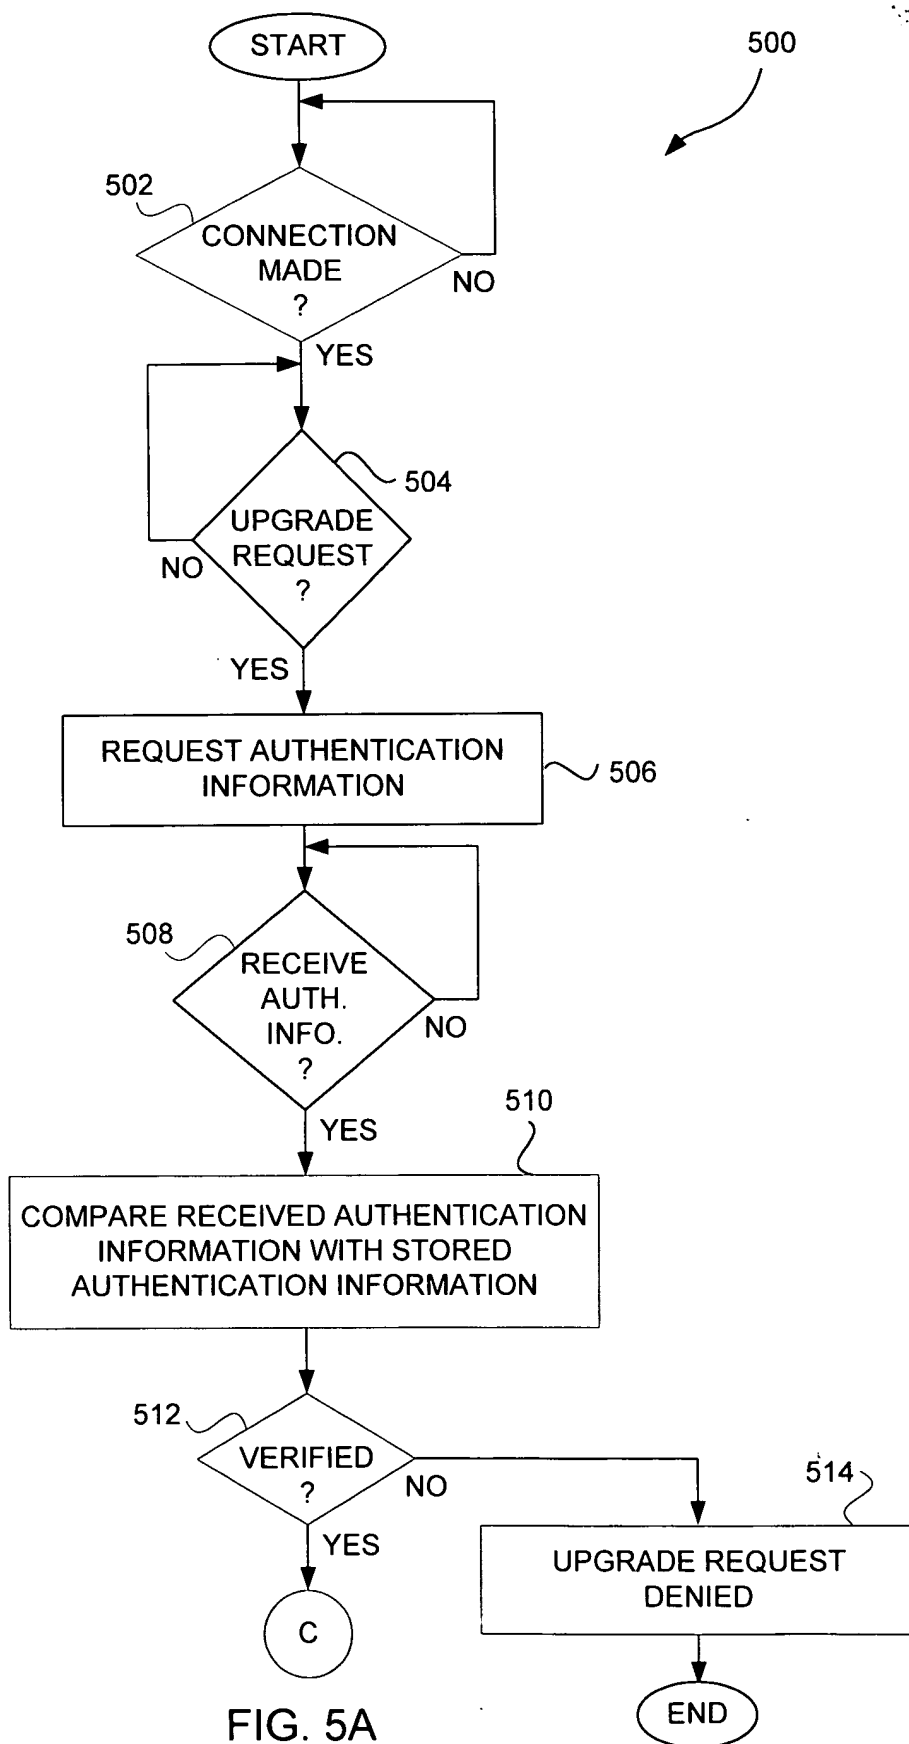 START
500
502
CONNECTION
MADE
?
NO
YES
504
UPGRADE
REQUEST
?
NO
YES
REQUEST AUTHENTICATION
INFORMATION
506
508
RECEIVE
AUTH.
INFO.
?
NO
YES
510
COMPARE RECEIVED AUTHENTICATION
INFORMATION WITH STORED
AUTHENTICATION INFORMATION
512
VERIFIED
?
NO
YES
514
UPGRADE REQUEST
DENIED
C
END
FIG. 5A